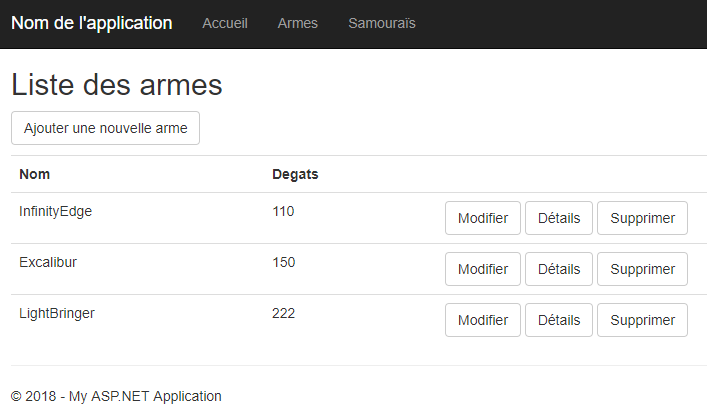 Nom de l'application Accueil Armes Samouraïs
Liste des armes
Ajouter une nouvelle arme
Nom Degats
InfinityEdge 110 Modifier Détails Supprimer
Excalibur 150 Modifier Détails Supprimer
LightBringer 222 Modifier Détails Supprimer
© 2018 - My ASP.NET Application